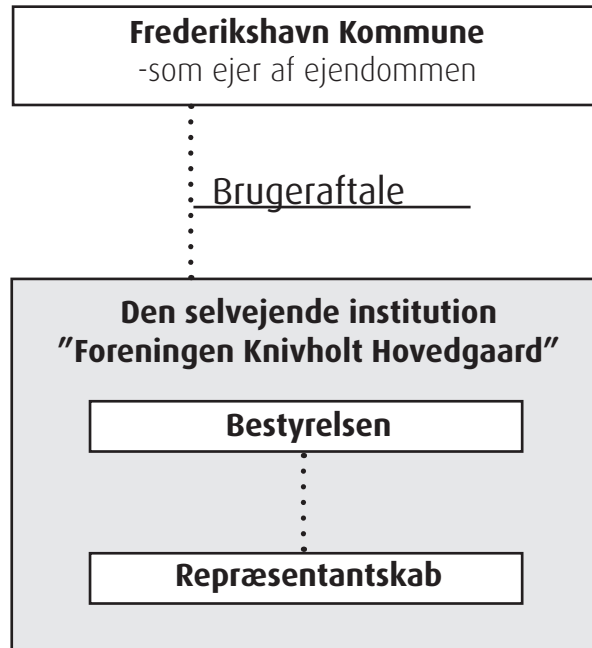 Frederikshavn Kommune
-som ejer af ejendommen
Brugeraftale
Den selvejende institution
”Foreningen Knivholt Hovedgaard”
Bestyrelsen
Repræsentantskab